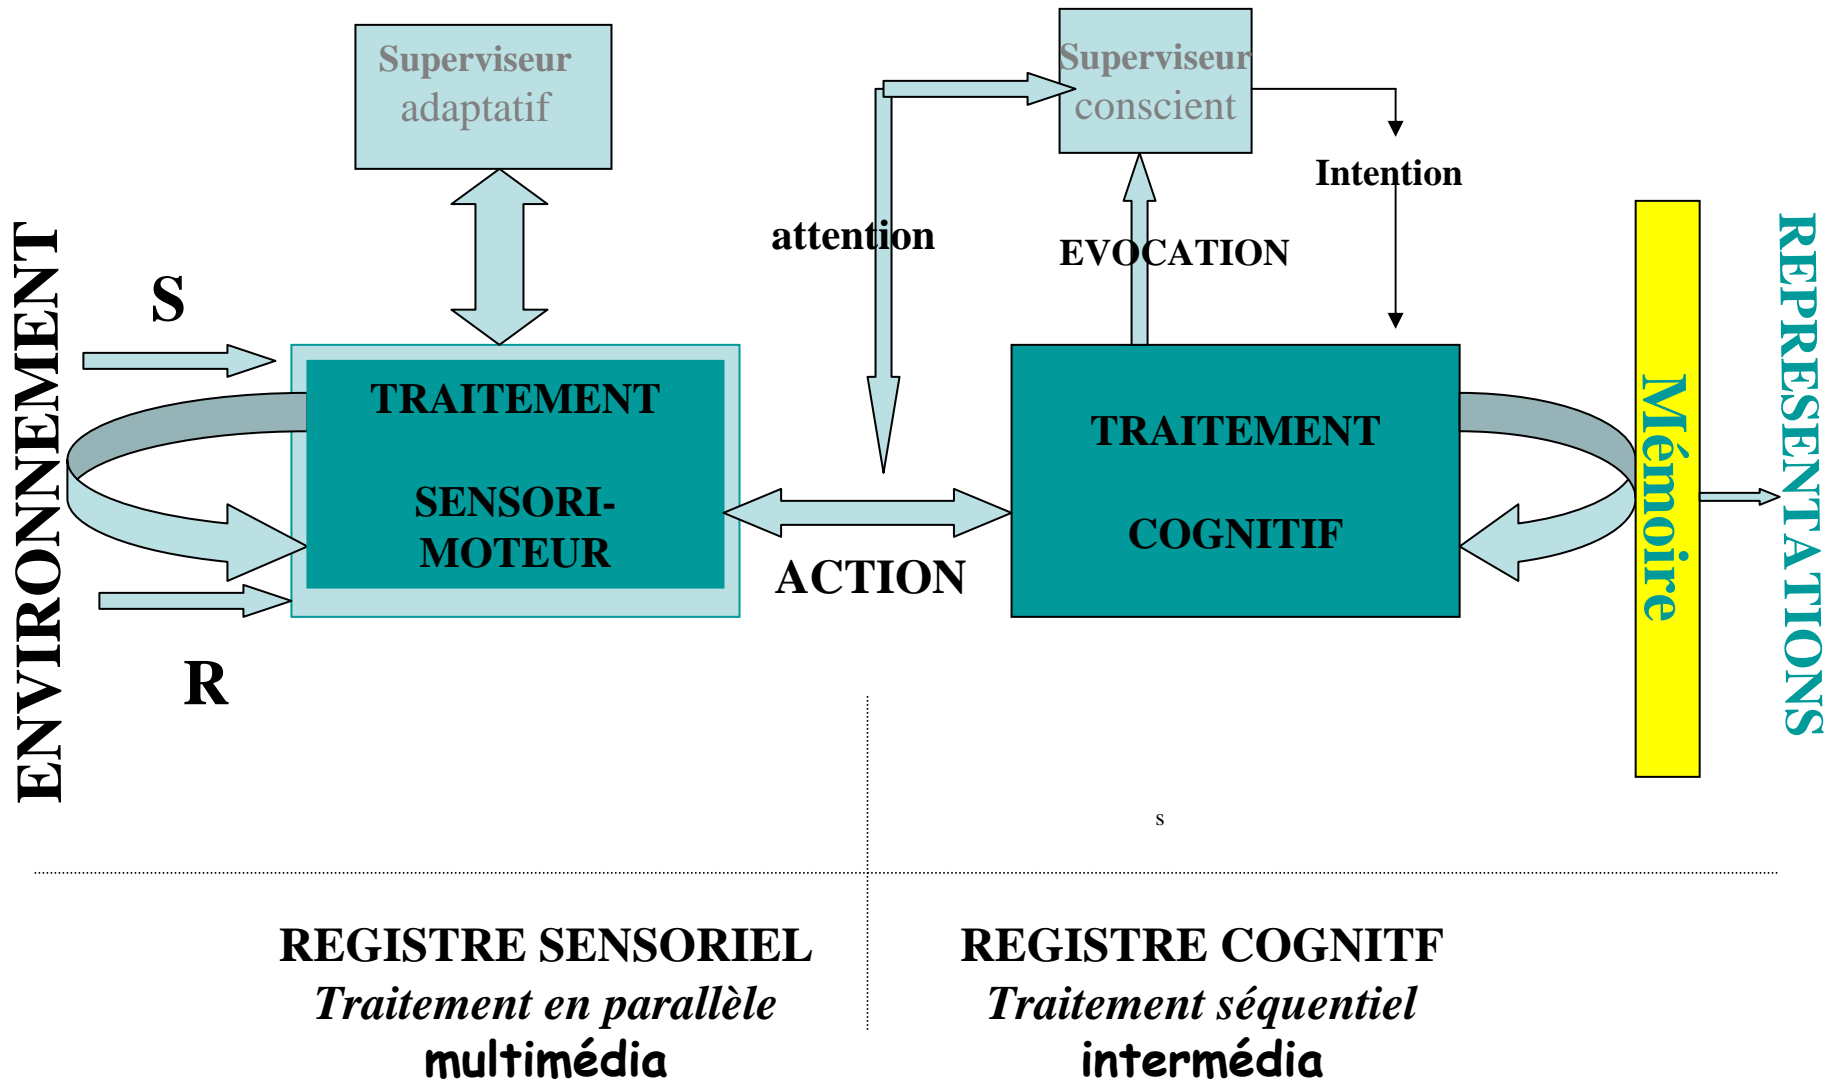 Superviseur
adaptatif
Superviseur
conscient
Intention
attention
EVOCATION
ENVIRONNEMENT
S
R
TRAITEMENT
SENSORI-
MOTEUR
ACTION
TRAITEMENT
COGNITIF
Mémoire
REPRESENTATIONS
s
REGISTRE SENSORIEL
Traitement en parallèle
multimédia
REGISTRE COGNITF
Traitement séquentiel
intermédia